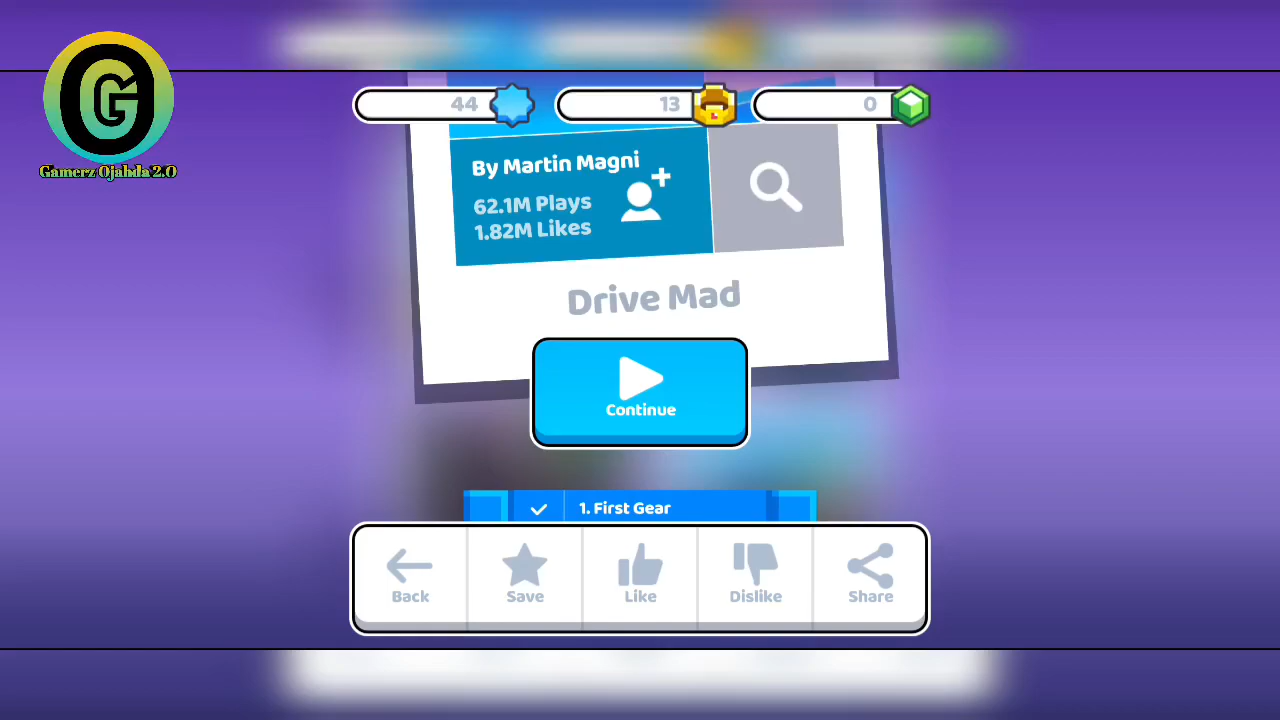 G
Gamerz Ojahda 2.0
44
13
0
By Martin Magni
62.1M Plays
1.82M Likes
Drive Mad
Continue
1. First Gear
Back
Save
Like
Dislike
Share